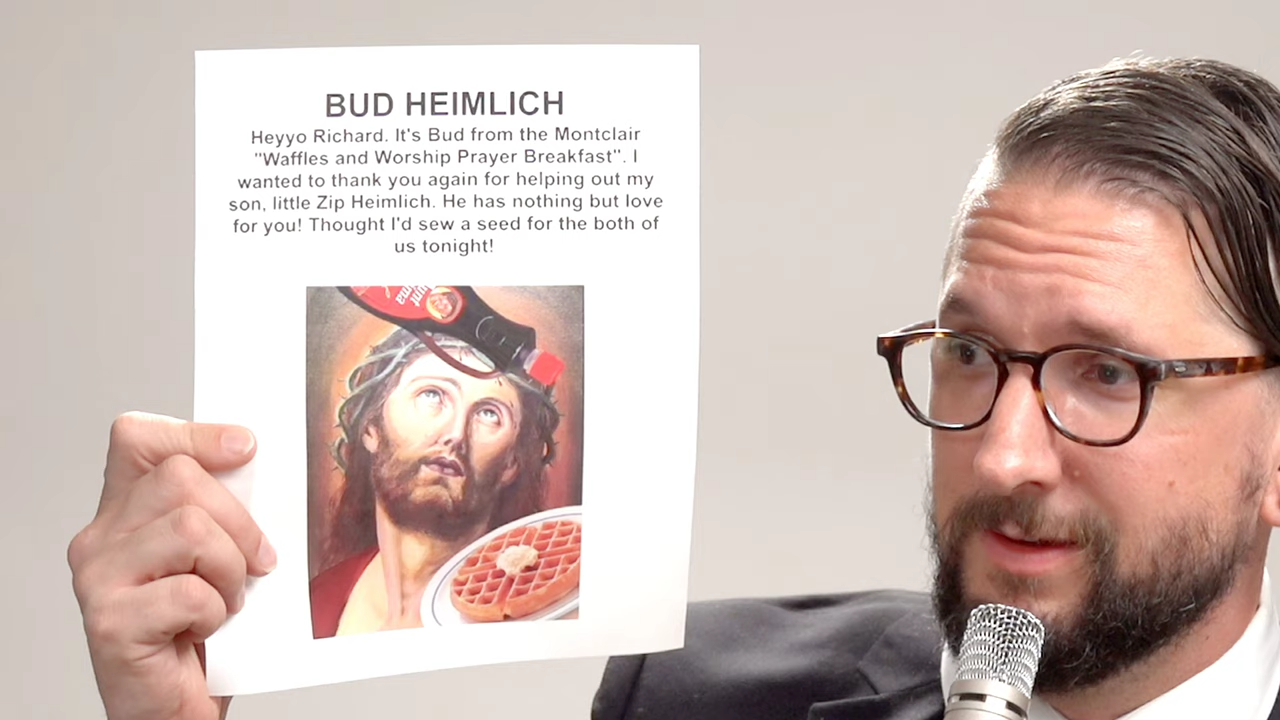 BUD HEIMLICH
Heyyo Richard. It's Bud from the Montclair
"Waffles and Worship Prayer Breakfast". I
wanted to thank you again for helping out my
son, little Zip Heimlich. He has nothing but love
for you! Thought I'd sew a seed for the both of
us tonight!